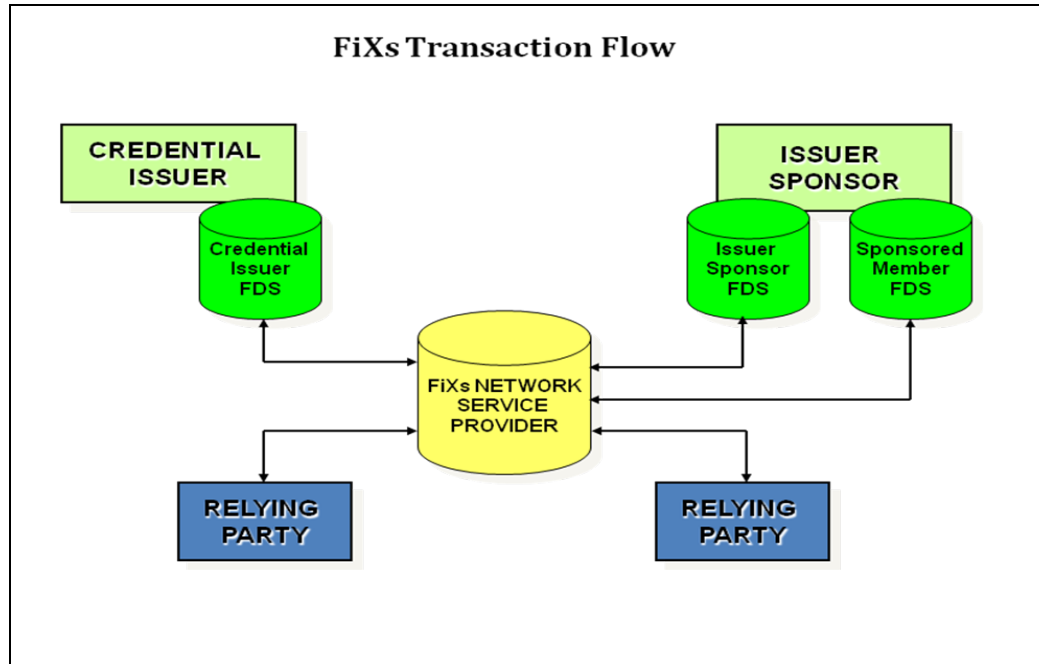 FiXs Transaction Flow
CREDENTIAL
ISSUER
ISSUER
SPONSOR
Credential
Issuer
FDS
Issuer
Sponsor
FDS
Sponsored
Member
FDS
FiXs NETWORK
SERVICE
PROVIDER
RELYING
PARTY
RELYING
PARTY